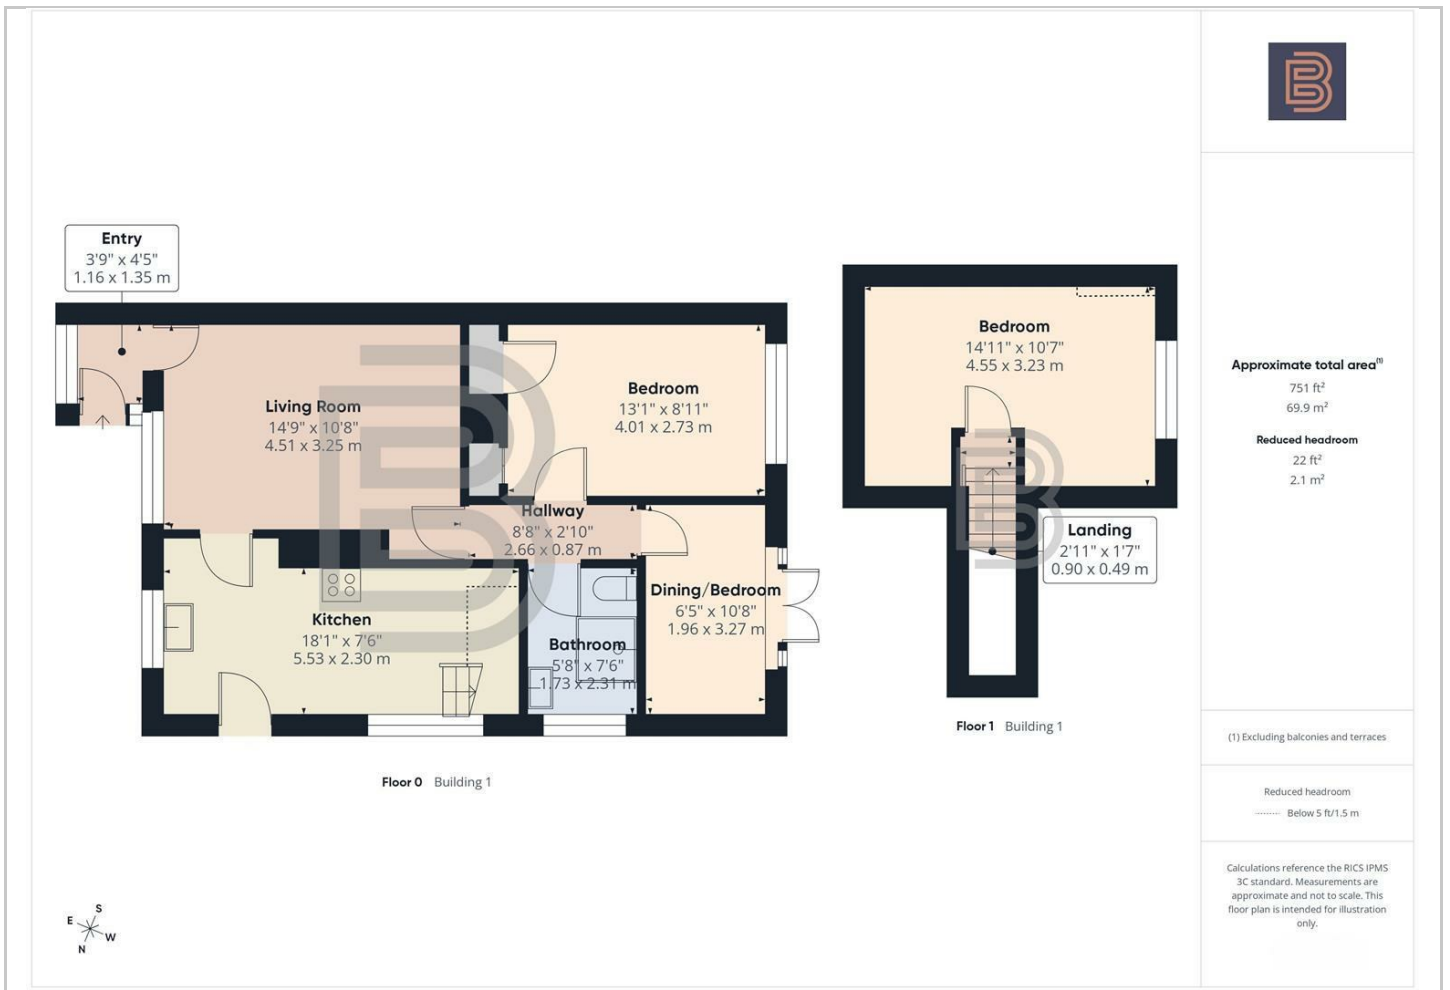 Entry
3'9" x 4'5"
1.16 x 1.35 m
Living Room
14'9" x 10'8"
4.51 x 3.25 m
Bedroom
13'1" x 8'11"
4.01 x 2.73 m
Hallway
8'8" x 2'10"
2.66 x 0.87 m
Kitchen
18'1" x 7'6"
5.53 x 2.30 m
Bathroom
5'8" x 7'6"
1.73 x 2.31 m
Dining/Bedroom
6'5" x 10'8"
1.96 x 3.27 m
Floor 0 Building 1
Bedroom
14'11" x 10'7"
4.55 x 3.23 m
Landing
2'11" x 1'7"
0.90 x 0.49 m
Floor 1 Building 1
S
E
W
N
B
Approximate total area(1)
751 ft²
69.9 m²
Reduced headroom
22 ft²
2.1 m²
(1) Excluding balconies and terraces
Reduced headroom
Below 5 ft/1.5 m
Calculations reference the RICS IPMS
3C standard. Measurements are
approximate and not to scale. This
floor plan is intended for illustration
only.